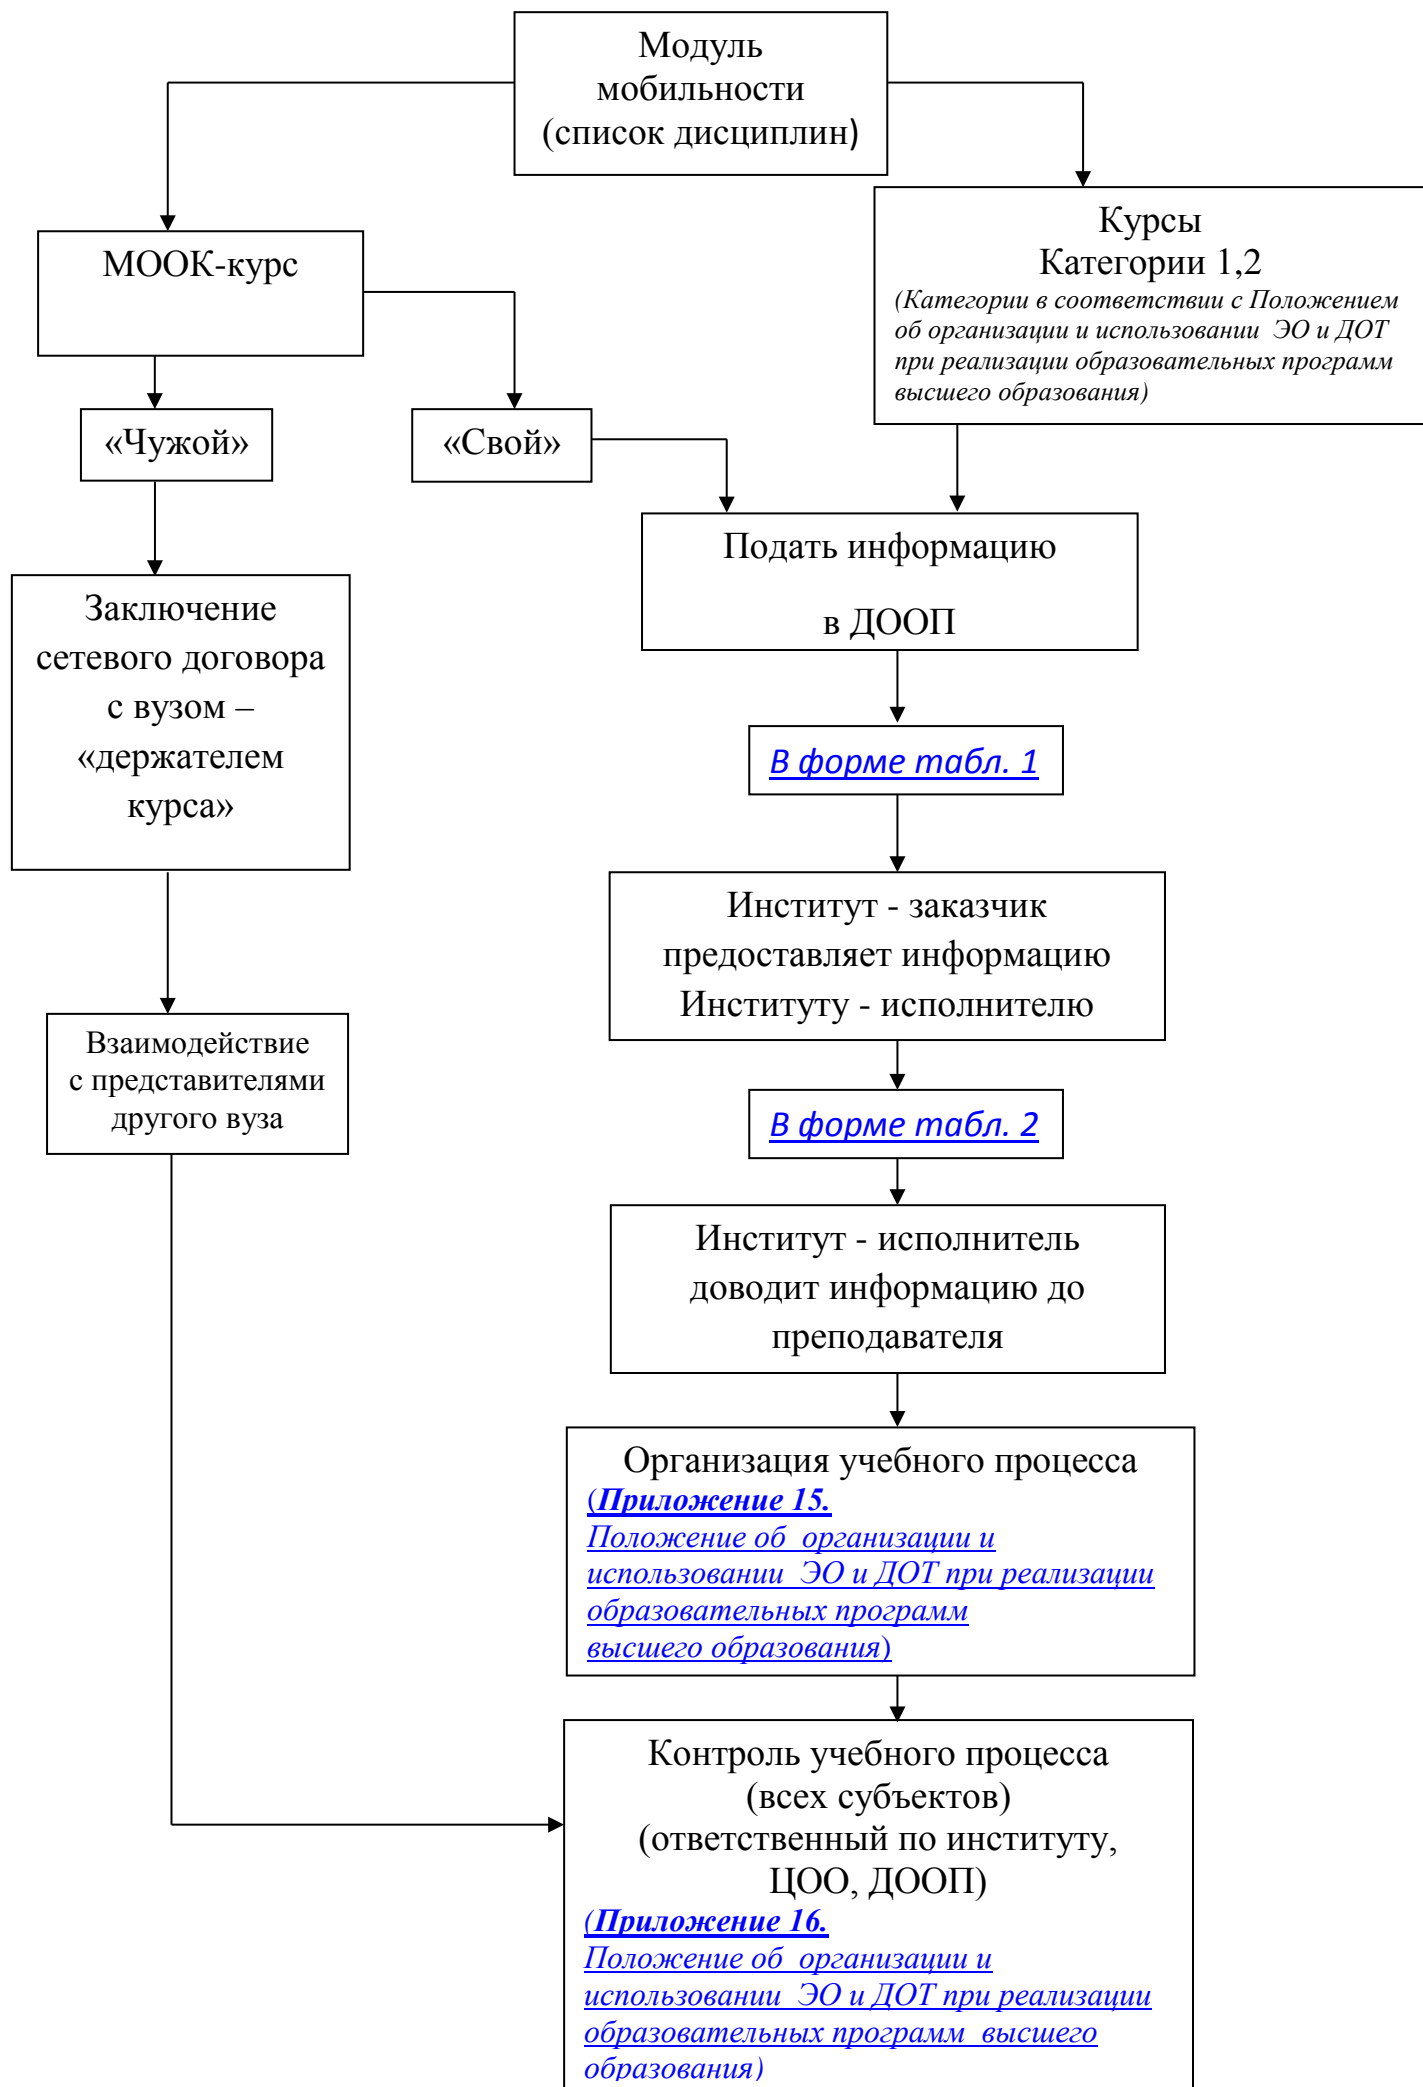 Модуль
мобильности
(список дисциплин)
МООК-курс
Курсы
Категории 1,2
(Категории в соответствии с Положением
об организации и использовании ЭО и ДОТ
при реализации образовательных программ
высшего образования)
«Чужой»
«Свой»
Подать информацию
в ДООП
Заключение
сетевого договора
с вузом –
«держателем
курса»
В форме табл. 1
Институт - заказчик
предоставляет информацию
Институту - исполнителю
Взаимодействие
с представителями
другого вуза
В форме табл. 2
Институт - исполнитель
доводит информацию до
преподавателя
Организация учебного процесса
(Приложение 15.
Положение об организации и
использовании ЭО и ДОТ при реализации
образовательных программ
высшего образования)
Контроль учебного процесса
(всех субъектов)
(ответственный по институту,
ЦОО, ДООП)
(Приложение 16.
Положение об организации и
использовании ЭО и ДОТ при реализации
образовательных программ высшего
образования)